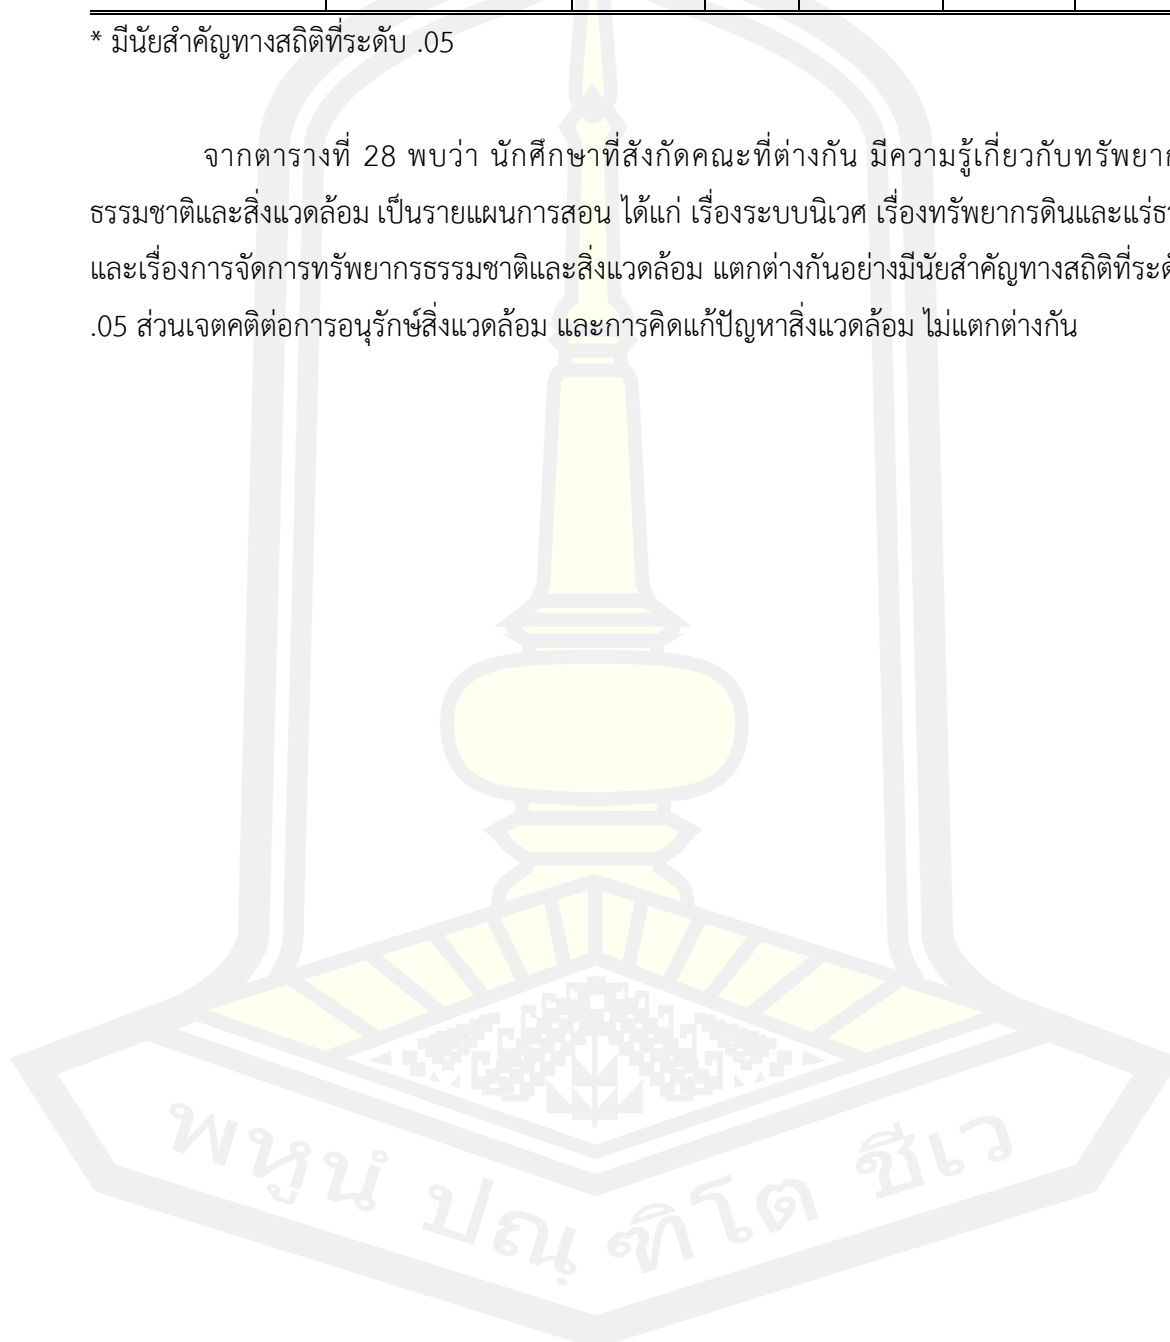 * มีนัยสำคัญทางสถิติที่ระดับ .05
จากตารางที่ 28 พบว่า นักศึกษาที่สังกัดคณะที่ต่างกัน มีความรู้เกี่ยวกับทรัพยาก
ธรรมชาติและสิ่งแวดล้อม เป็นรายแผนการสอน ได้แก่ เรื่องระบบนิเวศ เรื่องทรัพยากรดินและแร่ธา
และเรื่องการจัดการทรัพยากรธรรมชาติและสิ่งแวดล้อม แตกต่างกันอย่างมีนัยสำคัญทางสถิติที่ระดั
.05 ส่วนเจตคติต่อการอนุรักษ์สิ่งแวดล้อม และการคิดแก้ปัญหาสิ่งแวดล้อม ไม่แตกต่างกัน
พหูนํ ปณฺฑิโต ชีเว